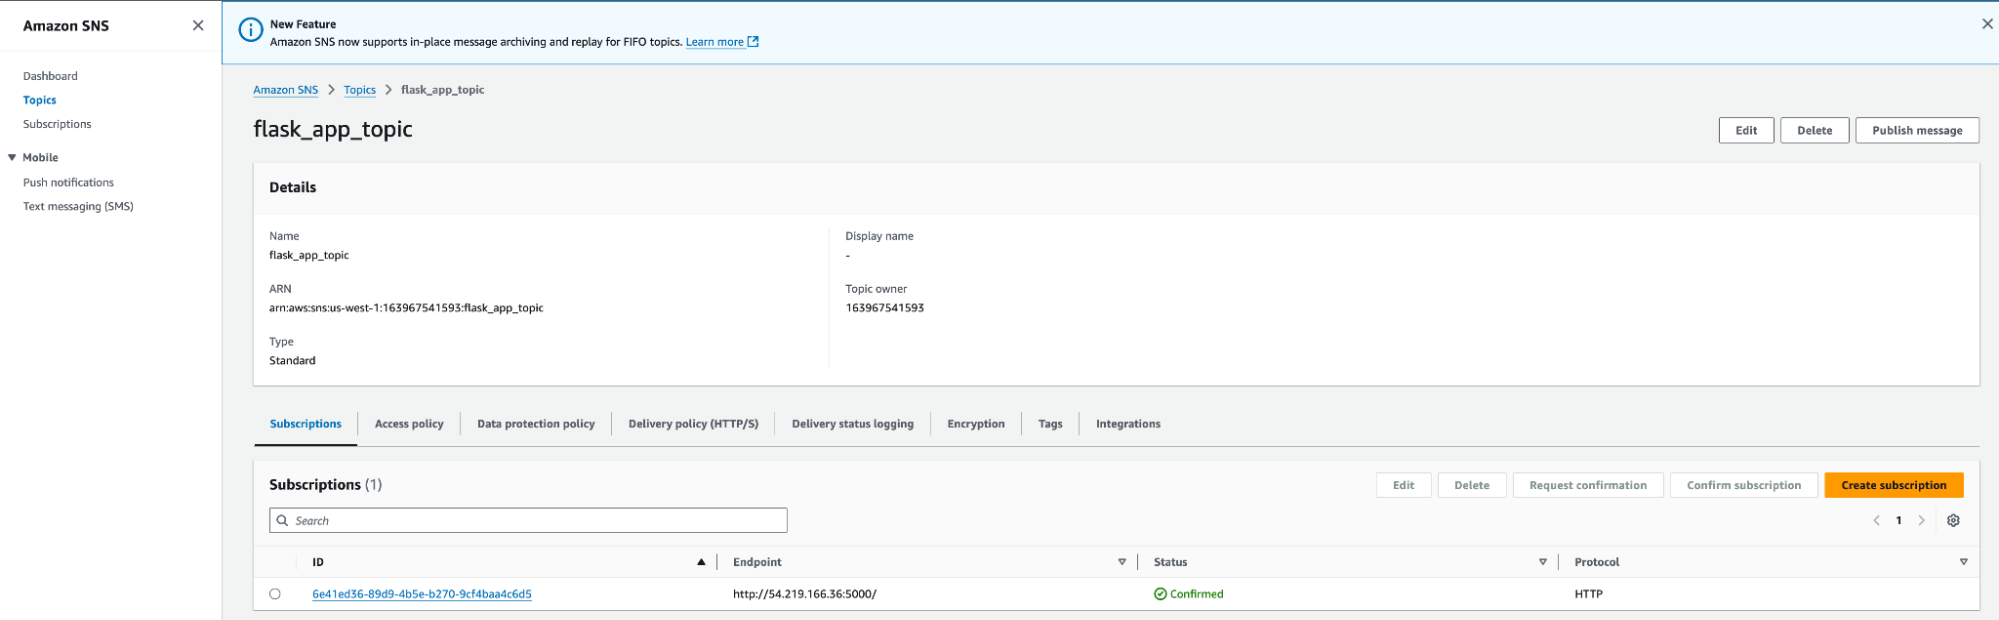 Amazon SNS
Dashboard
Topics
Subscriptions
Mobile
Push notifications
Text messaging (SMS)
New Feature
Amazon SNS now supports in-place message archiving and replay for FIFO topics. Learn more
Amazon SNS > Topics > flask_app_topic
flask_app_topic
Edit Delete Publish message
Details
Name
flask_app_topic
ARN
arn:aws:sns:us-west-1:163967541593:flask_app_topic
Type
Standard
Display name
-
Topic owner
163967541593
Subscriptions Access policy Data protection policy Delivery policy (HTTP/S) Delivery status logging Encryption Tags Integrations
Subscriptions (1)
Edit Delete Request confirmation Confirm subscription Create subscription
Search
< 1 >
ID Endpoint Status Protocol
6e41ed36-89d9-4b5e-b270-9cf4baa4c6d5 http://54.219.166.36:5000/ Confirmed HTTP